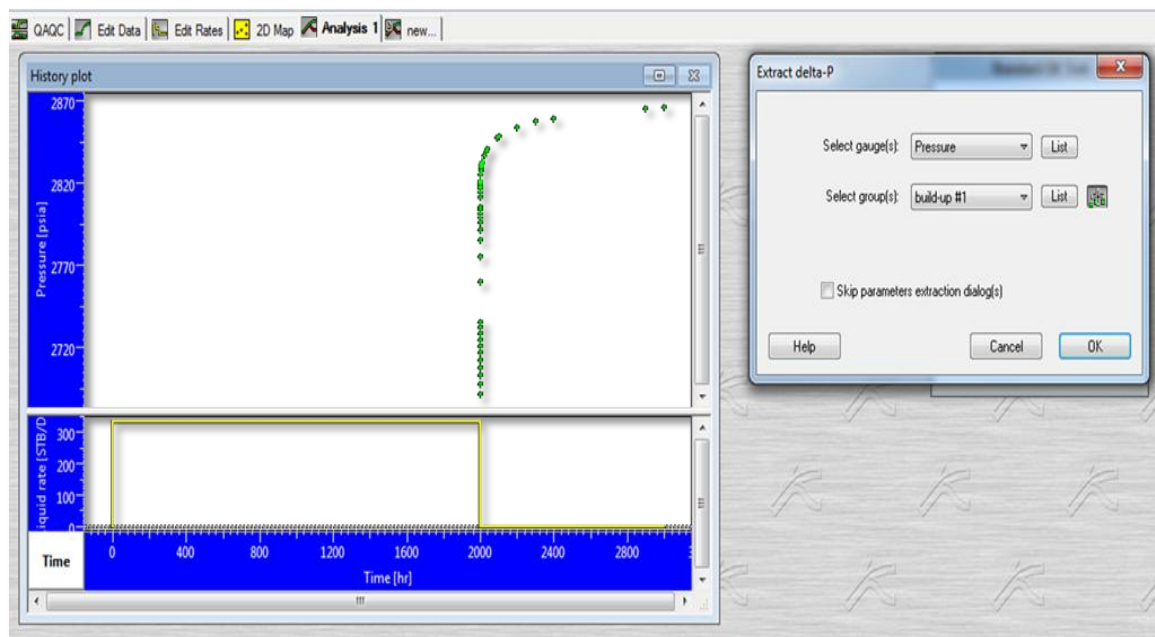 QAQC Edit Data Edit Rates 2D Map Analysis 1 new...
History plot
2870
2820
2770
2720
Pressure [psia]
300
200
100
0
iquid rate [STB/D
Time
0 400 800 1200 1600 2000 2400 2800
Time [hr]
Extract delta-P
Select gauge(s): Pressure List
Select group(s): build-up #1 List
Skip parameters extraction dialog(s)
Help Cancel OK